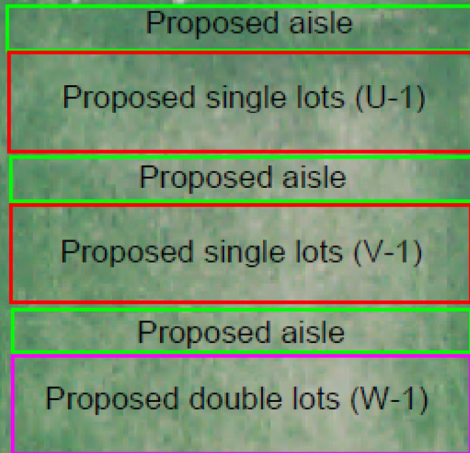 Proposed aisle
Proposed single lots (U-1)
Proposed aisle
Proposed single lots (V-1)
Proposed aisle
Proposed double lots (W-1)